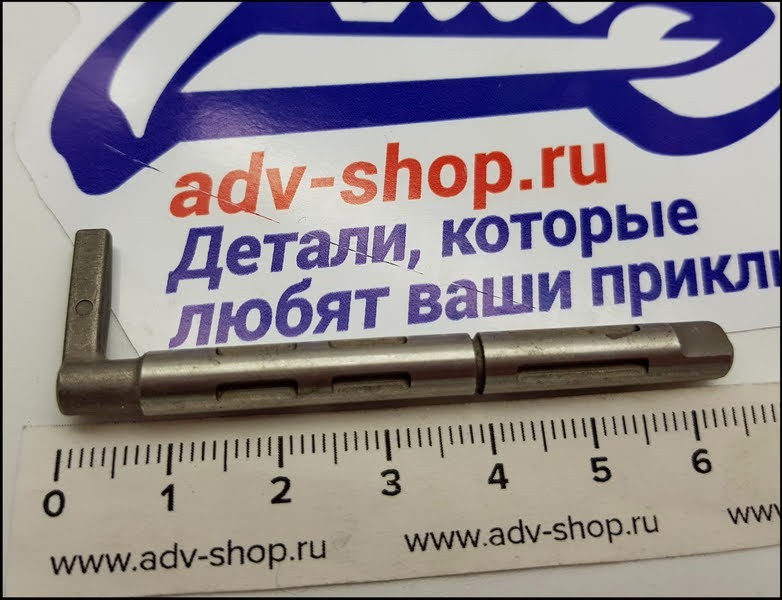 adv-shop.ru
Детали, которые
любят ваши
0 1 2 3 4 5 6
www.adv-shop.ru www.adv-shop.ru